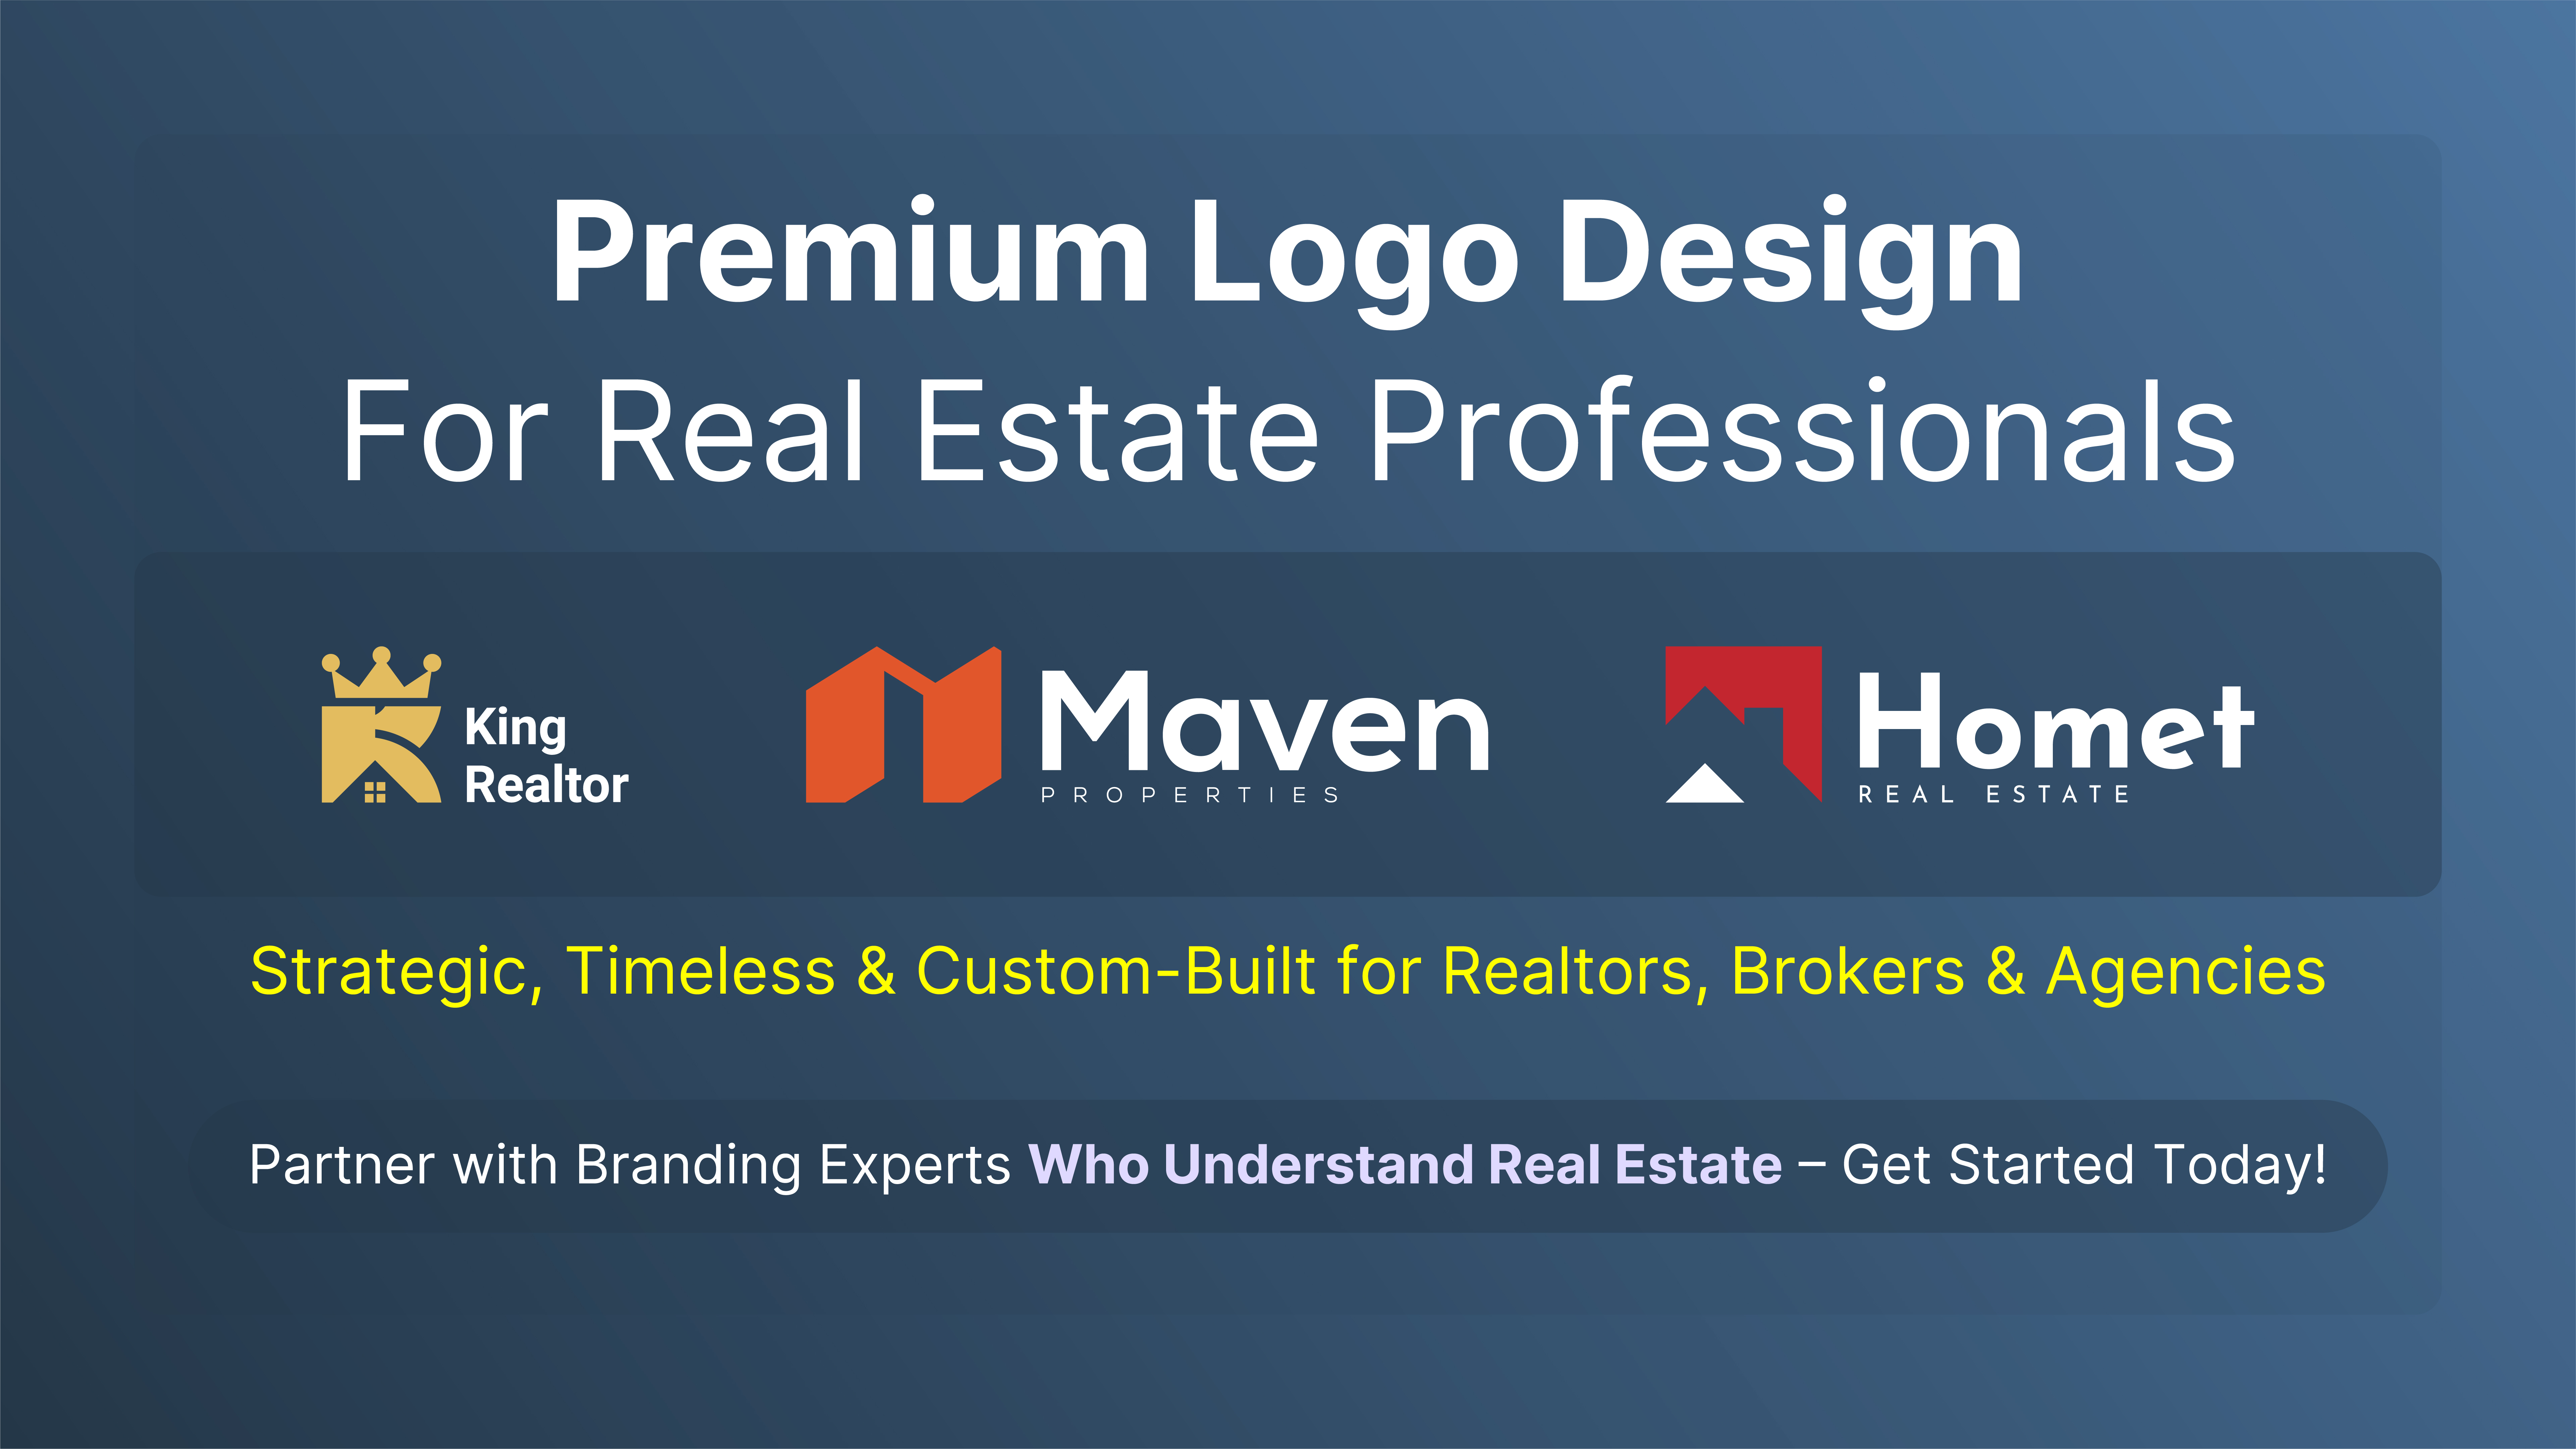 Premium Logo Design
For Real Estate Professionals
King
Realtor
Maven
PROPERTIES
Homet
REAL ESTATE
Strategic, Timeless & Custom-Built for Realtors, Brokers & Agencies
Partner with Branding Experts Who Understand Real Estate – Get Started Today!